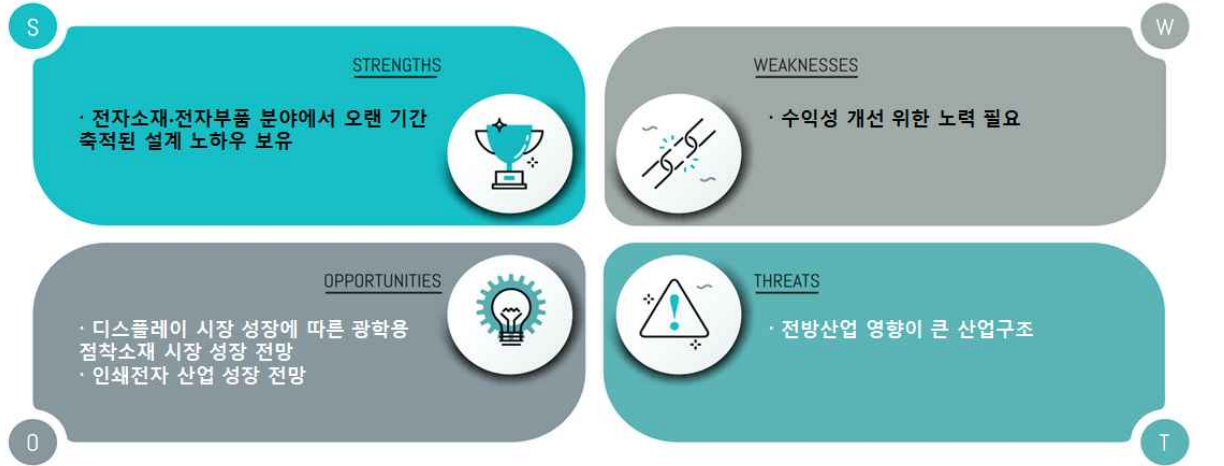 S
STRENGTHS
· 전자소재·전자부품 분야에서 오랜 기간
축적된 설계 노하우 보유
W
WEAKNESSES
· 수익성 개선 위한 노력 필요
OPPORTUNITIES
· 디스플레이 시장 성장에 따른 광학용
점착소재 시장 성장 전망
· 인쇄전자 산업 성장 전망
O
THREATS
· 전방산업 영향이 큰 산업구조
T